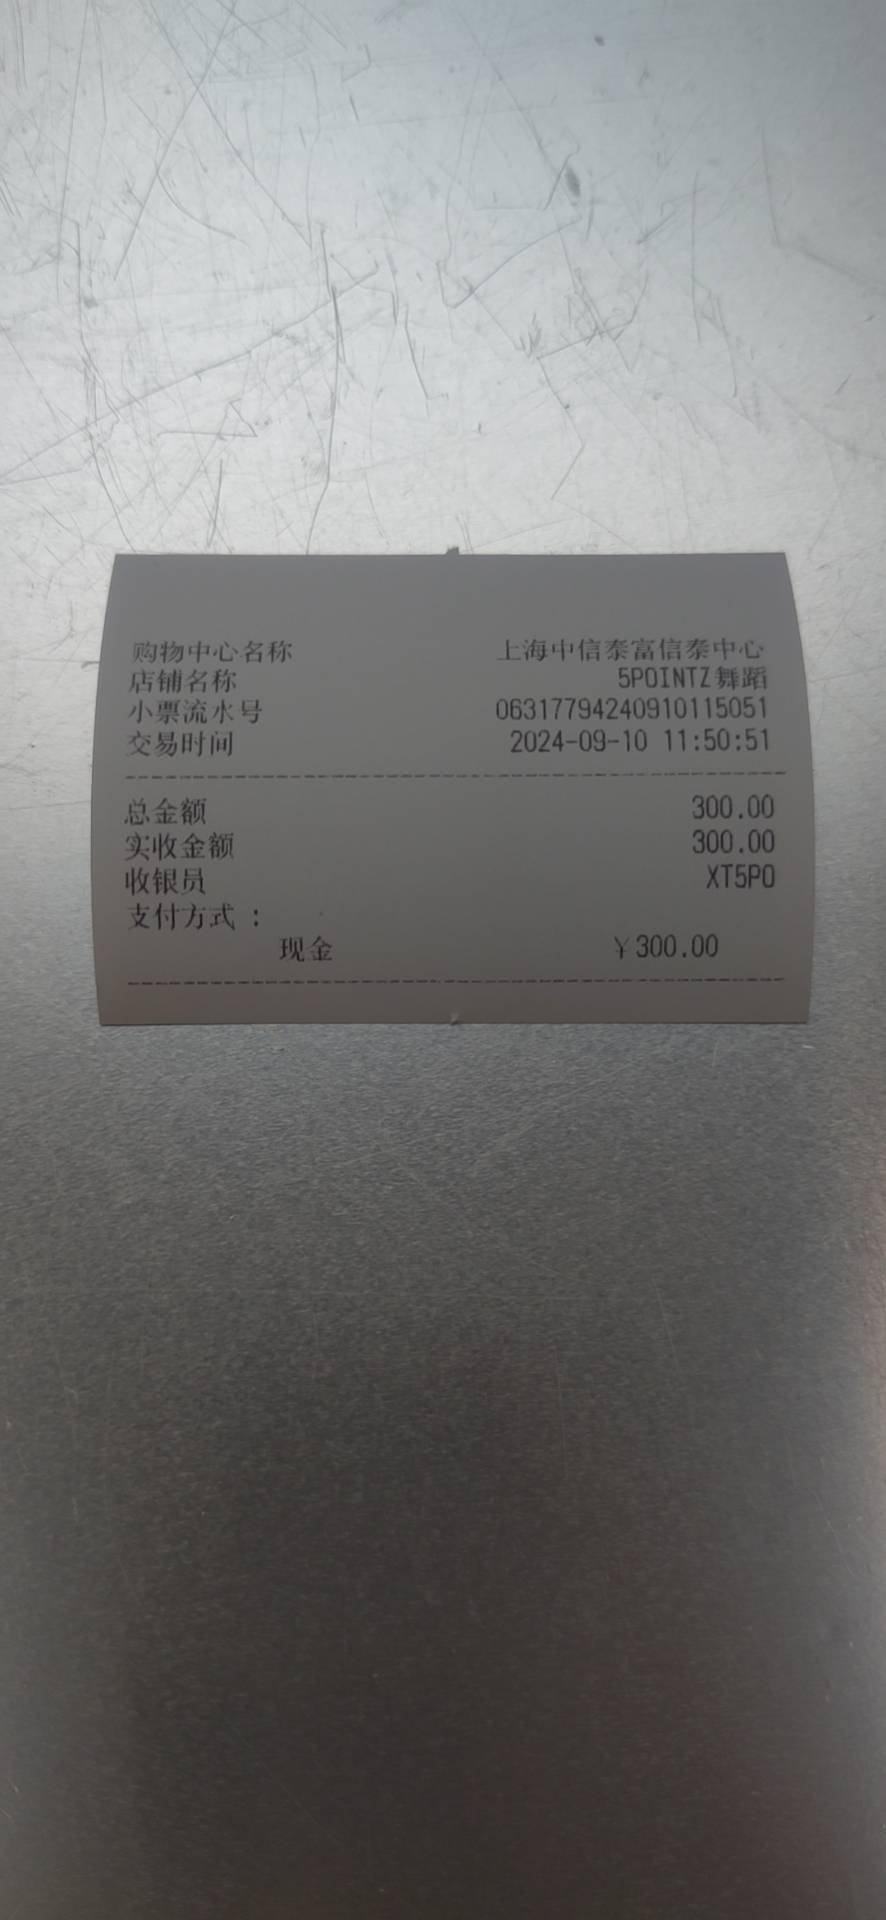 购物中心名称 上海中信泰富信泰中心
店铺名称 5POINTZ舞蹈
小票流水号 06317794240910115051
交易时间 2024-09-10 11:50:51
总金额 300.00
实收金额 300.00
收银员 XT5PO
支付方式：
现金 ￥300.00